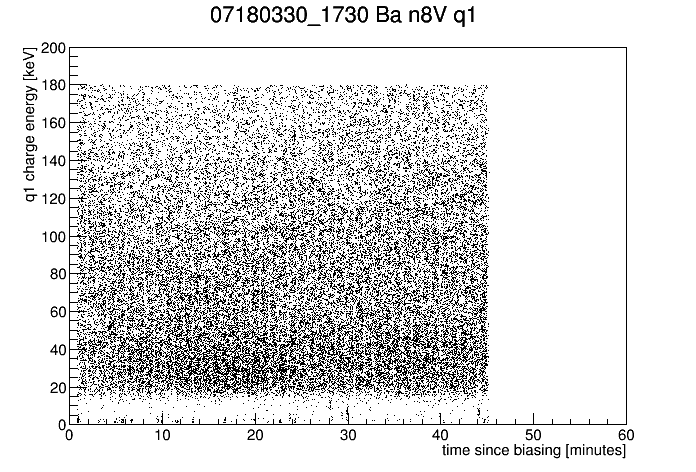 07180330_1730 Ba n8V q1
q1 charge energy [keV]
200
180
160
140
120
100
80
60
40
20
0
0 10 20 30 40 50 60
time since biasing [minutes]